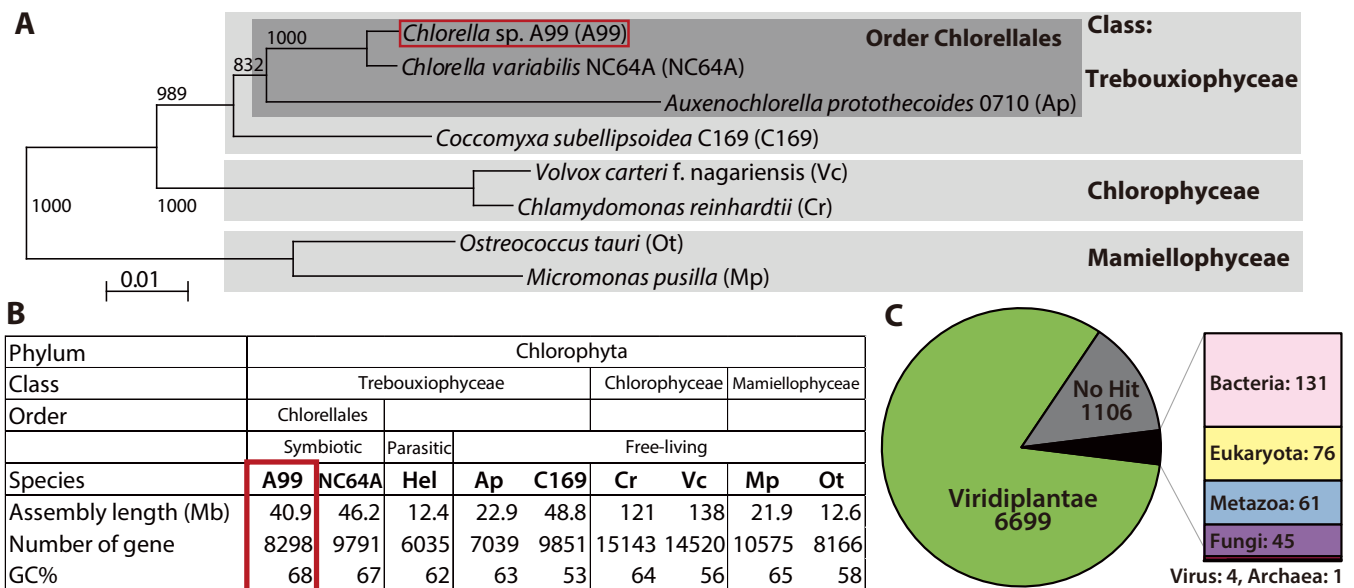 A
Chlorella sp. A99 (A99)
1000
Order Chlorellales
Class:
Chlorella variabilis NC64A (NC64A)
832
Trebouxiophyceae
989
Auxenochlorella protothecoides 0710 (Ap)
Coccomyxa subellipsoidea C169 (C169)
Volvox carteri f. nagariensis (Vc)
Chlorophyceae
1000
1000
Chlamydomonas reinhardtii (Cr)
Ostreococcus tauri (Ot)
Mamiellophyceae
0.01
Micromonas pusilla (Mp)
B
Phylum Chlorophyta
Class Trebouxiophyceae Chlorophyceae Mamiellophyceae
Order Chlorellales
Symbiotic Parasitic Free-living
Species A99 NC64A Hel Ap C169 Cr Vc Mp Ot
Assembly length (Mb) 40.9 46.2 12.4 22.9 48.8 121 138 21.9 12.6
Number of gene 8298 9791 6035 7039 9851 15143 14520 10575 8166
GC% 68 67 62 63 53 64 56 65 58
C
No Hit
1106
Viridiplantae
6699
Bacteria: 131
Eukaryota: 76
Metazoa: 61
Fungi: 45
Virus: 4, Archaea: 1